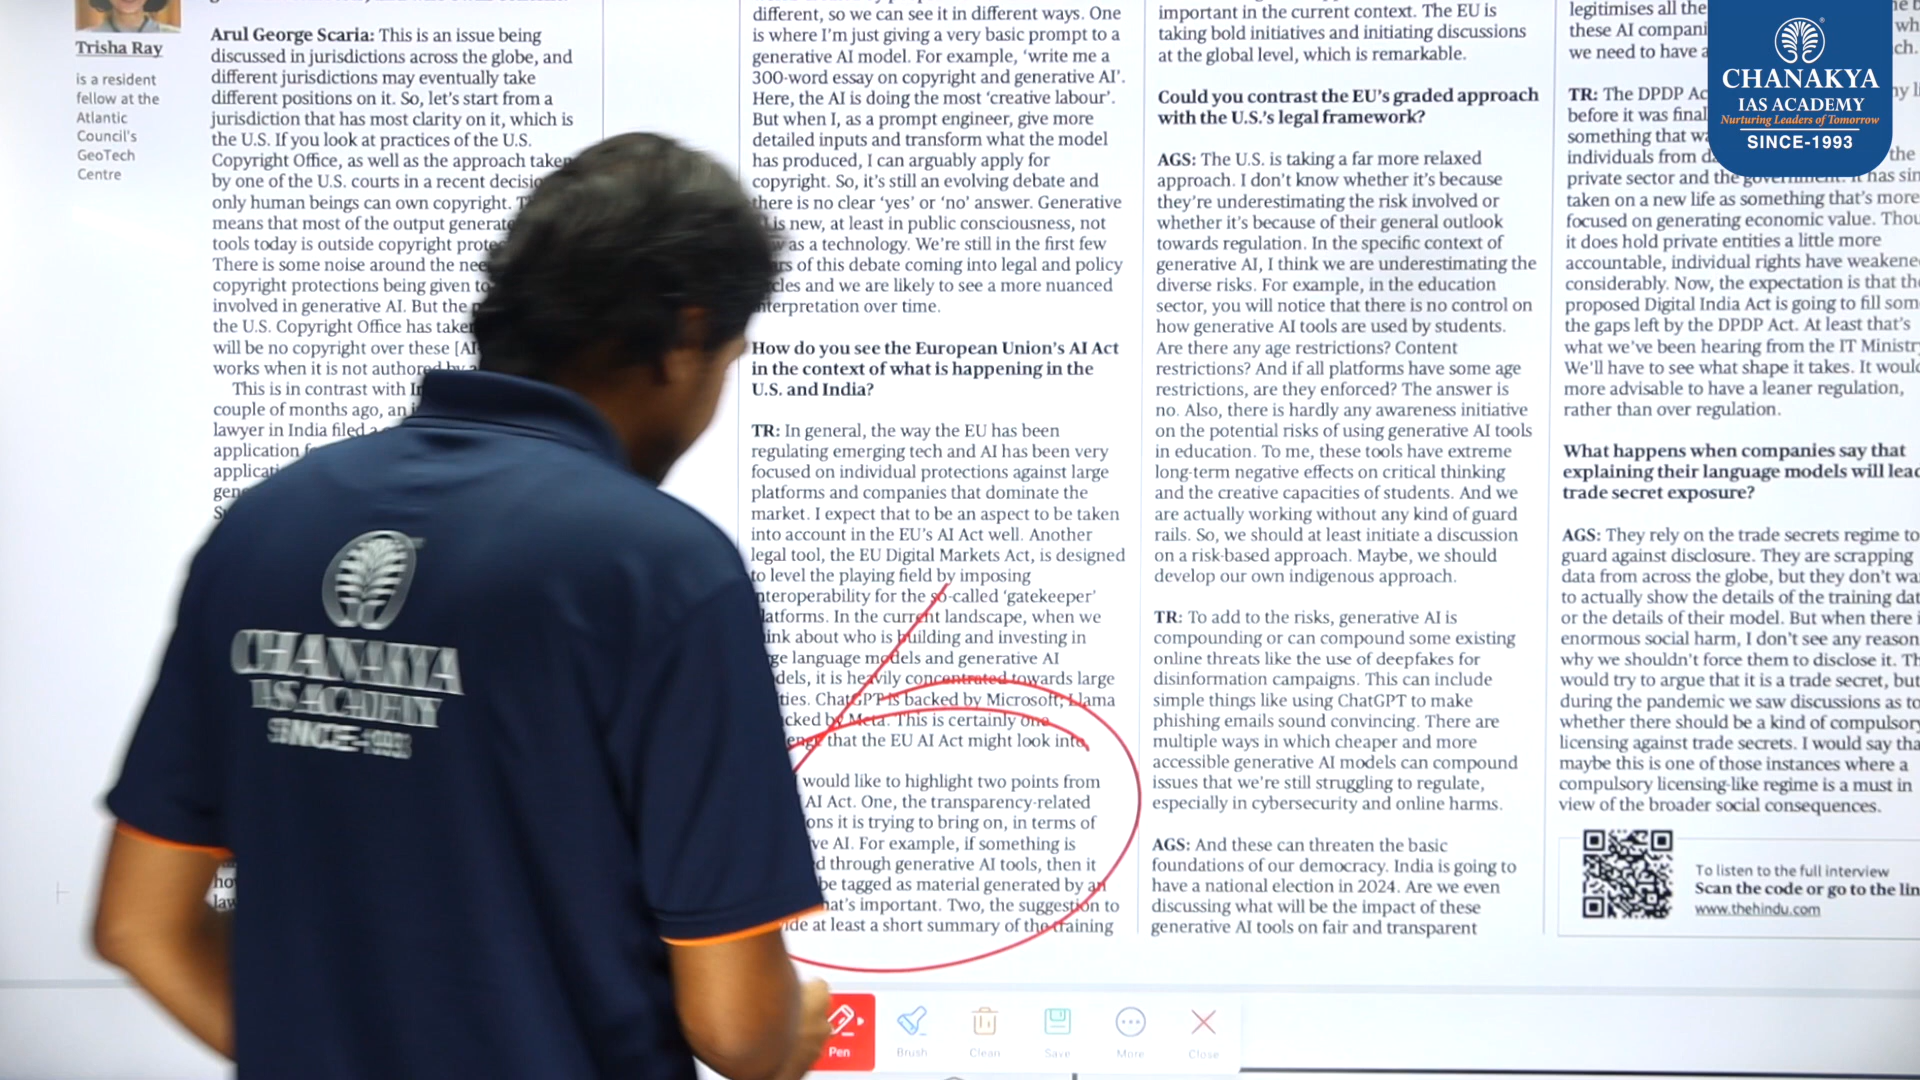 Trisha Ray
is a resident
fellow at the
Atlantic
Council's
GeoTech
Centre
Arul George Scaria: This is an issue being
discussed in jurisdictions across the globe, and
different jurisdictions may eventually take
different positions on it. So, let's start from a
jurisdiction that has most clarity on it, which is
the U.S. If you look at practices of the U.S.
Copyright Office, as well as the approach taken
by one of the U.S. courts in a recent
only human beings can own copyright.
means that most of the output
tools today is outside copyright
There is some noise around the
copyright protections being given to
involved in generative AI. But the
the U.S. Copyright Office has
will be no copyright over these [AI
works when it is not authored by
This is in contrast with
couple of months ago, an
lawyer in India filed a
application
different, so we can see it in different ways. One
is where I'm just giving a very basic prompt to a
generative AI model. For example, 'write me a
300-word essay on copyright and generative AI'.
Here, the AI is doing the most 'creative labour'.
But when I, as a prompt engineer, give more
detailed inputs and transform what the model
has produced, I can arguably apply for
copyright. So, it's still an evolving debate and
there is no clear 'yes' or 'no' answer. Generative
is new, at least in public consciousness, not
as a technology. We're still in the first few
of this debate coming into legal and policy
and we are likely to see a more nuanced
over time.
How do you see the European Union's AI Act
in the context of what is happening in the
U.S. and India?
TR: In general, the way the EU has been
regulating emerging tech and AI has been very
focused on individual protections against large
platforms and companies that dominate the
market. I expect that to be an aspect to be taken
into account in the EU's AI Act well. Another
legal tool, the EU Digital Markets Act, is designed
to level the playing field by imposing
for the so-called 'gatekeeper'
In the current landscape, when we
about who is building and investing in
language models and generative AI
it is heavily concentrated towards large
ChatGPT is backed by Microsoft; Llama
by Meta. This is certainly one
that the EU AI Act might look into.
would like to highlight two points from
AI Act. One, the transparency-related
it is trying to bring on, in terms of
AI. For example, if something is
through generative AI tools, then it
be tagged as material generated by an
important. Two, the suggestion to
at least a short summary of the training
important in the current context. The EU is
taking bold initiatives and initiating discussions
at the global level, which is remarkable.
Could you contrast the EU's graded approach
with the U.S.'s legal framework?
AGS: The U.S. is taking a far more relaxed
approach. I don't know whether it's because
they're underestimating the risk involved or
whether it's because of their general outlook
towards regulation. In the specific context of
generative AI, I think we are underestimating the
diverse risks. For example, in the education
sector, you will notice that there is no control on
how generative AI tools are used by students.
Are there any age restrictions? Content
restrictions? And if all platforms have some age
restrictions, are they enforced? The answer is
no. Also, there is hardly any awareness initiative
on the potential risks of using generative AI tools
in education. To me, these tools have extreme
long-term negative effects on critical thinking
and the creative capacities of students. And we
are actually working without any kind of guard
rails. So, we should at least initiate a discussion
on a risk-based approach. Maybe, we should
develop our own indigenous approach.
TR: To add to the risks, generative AI is
compounding or can compound some existing
online threats like the use of deepfakes for
disinformation campaigns. This can include
simple things like using ChatGPT to make
phishing emails sound convincing. There are
multiple ways in which cheaper and more
accessible generative AI models can compound
issues that we're still struggling to regulate,
especially in cybersecurity and online harms.
AGS: And these can threaten the basic
foundations of our democracy. India is going to
have a national election in 2024. Are we even
discussing what will be the impact of these
generative AI tools on fair and transparent
legitimises all the
these AI
we need to have a
TR: The DPDP
before it was
something that
individuals from
private sector and the government. It has
taken on a new life as something that's more
focused on generating economic value.
it does hold private entities a little more
accountable, individual rights have
considerably. Now, the expectation is that
proposed Digital India Act is going to fill
the gaps left by the DPDP Act. At least that's
what we've been hearing from the IT
We'll have to see what shape it takes. It
more advisable to have a leaner regulation,
rather than over regulation.
What happens when companies say that
explaining their language models will
trade secret exposure?
AGS: They rely on the trade secrets regime to
guard against disclosure. They are scrapping
data from across the globe, but they don't
to actually show the details of the training
or the details of their model. But when there
enormous social harm, I don't see any reason
why we shouldn't force them to disclose it.
would try to argue that it is a trade secret, but
during the pandemic we saw discussions as to
whether there should be a kind of compulsory
licensing against trade secrets. I would say
maybe this is one of those instances where a
compulsory licensing-like regime is a must in
view of the broader social consequences.
To listen to the full interview
Scan the code or go to the
www.thehindu.com
CHANAKYA
IAS ACADEMY
Nurturing Leaders of Tomorrow
SINCE-1993
CHANAKYA
IAS ACADEMY
SINCE-1993
Pen
Brush
Clean
Save
More
Close